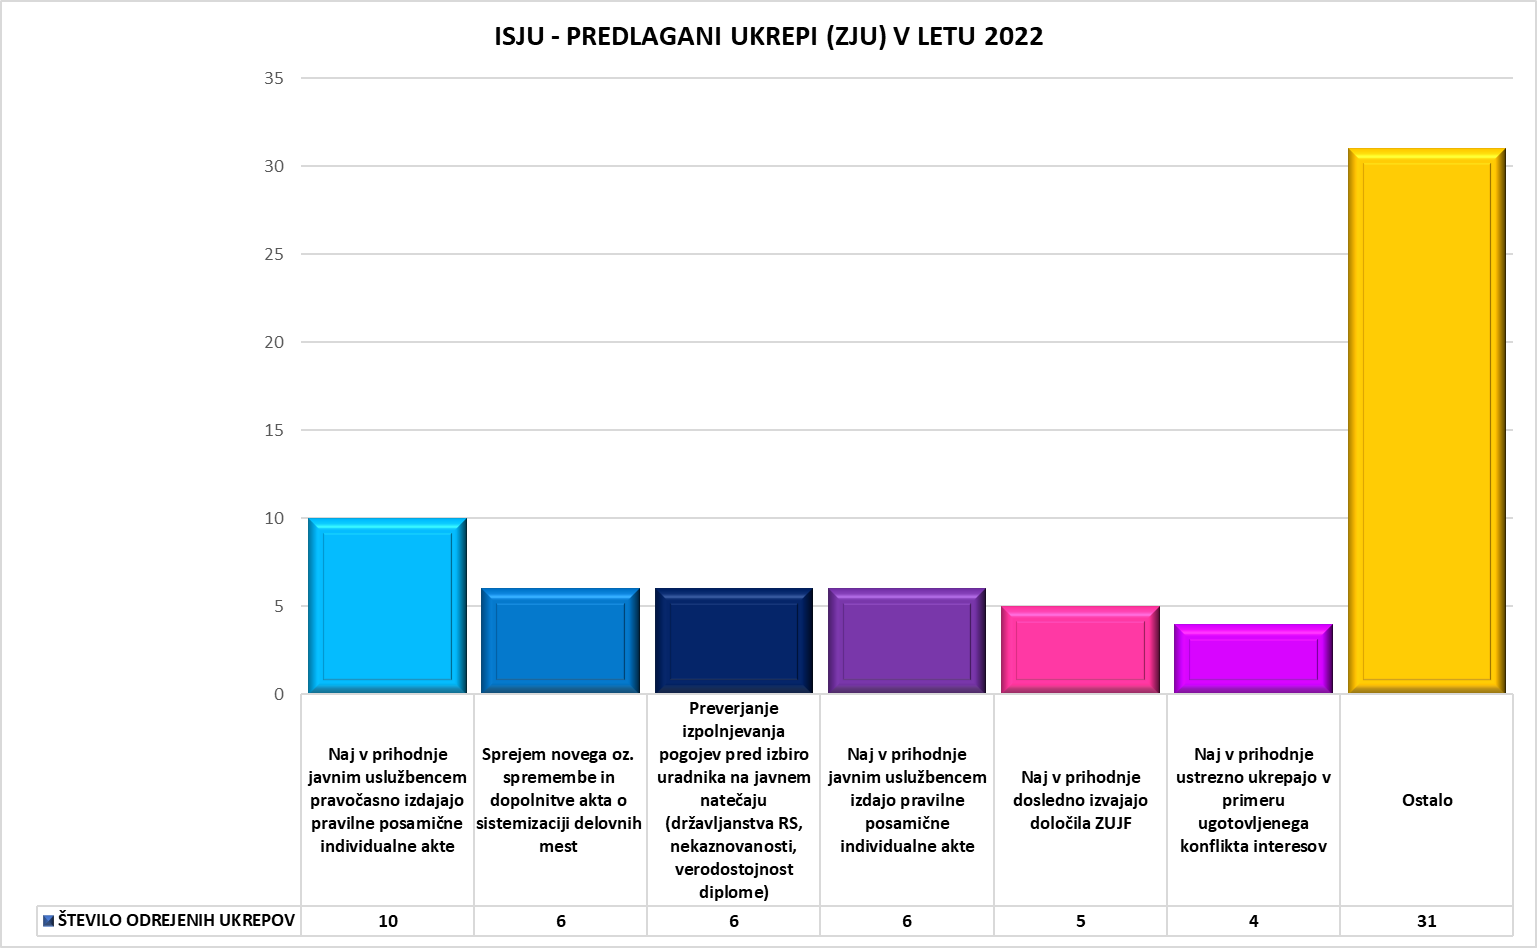 ISJU - PREDLAGANI UKREPI (ZJU) V LETU 2022
35
30
25
20
15
10
5
0
Naj v prihodnje
javnim uslužbencem
pravočasno izdajajo
pravilne posamične
individualne akte
Sprejem novega oz.
spremembe in
dopolnitve akta o
sistemizaciji delovnih
mest
Preverjanje
izpolnjevanja
pogojev pred izbiro
uradnika na javnem
natečaju
(državljanstva RS,
nekaznovanosti,
verodostojnost
diplome)
Naj v prihodnje
javnim uslužbencem
izdajo pravilne
posamične
individualne akte
Naj v prihodnje
dosledno izvajajo
določila ZUJF
Naj v prihodnje
ustrezno ukrepajo v
primeru
ugotovljenega
konflikta interesov
Ostalo
ŠTEVILO ODREJENIH UKREPOV 10 6 6 6 5 4 31